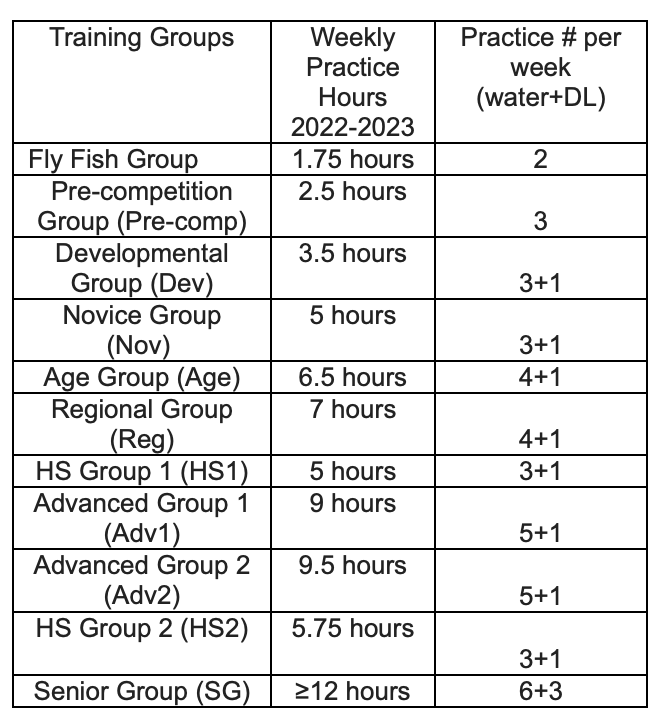 Training Groups
Weekly
Practice
Hours
2022-2023
Practice # per
week
(water+DL)
Fly Fish Group
1.75 hours
2
Pre-competition
Group (Pre-comp)
2.5 hours
3
Developmental
Group (Dev)
3.5 hours
3+1
Novice Group
(Nov)
5 hours
3+1
Age Group (Age)
6.5 hours
4+1
Regional Group
(Reg)
7 hours
4+1
HS Group 1 (HS1)
5 hours
3+1
Advanced Group 1
(Adv1)
9 hours
5+1
Advanced Group 2
(Adv2)
9.5 hours
5+1
HS Group 2 (HS2)
5.75 hours
3+1
Senior Group (SG)
≥12 hours
6+3